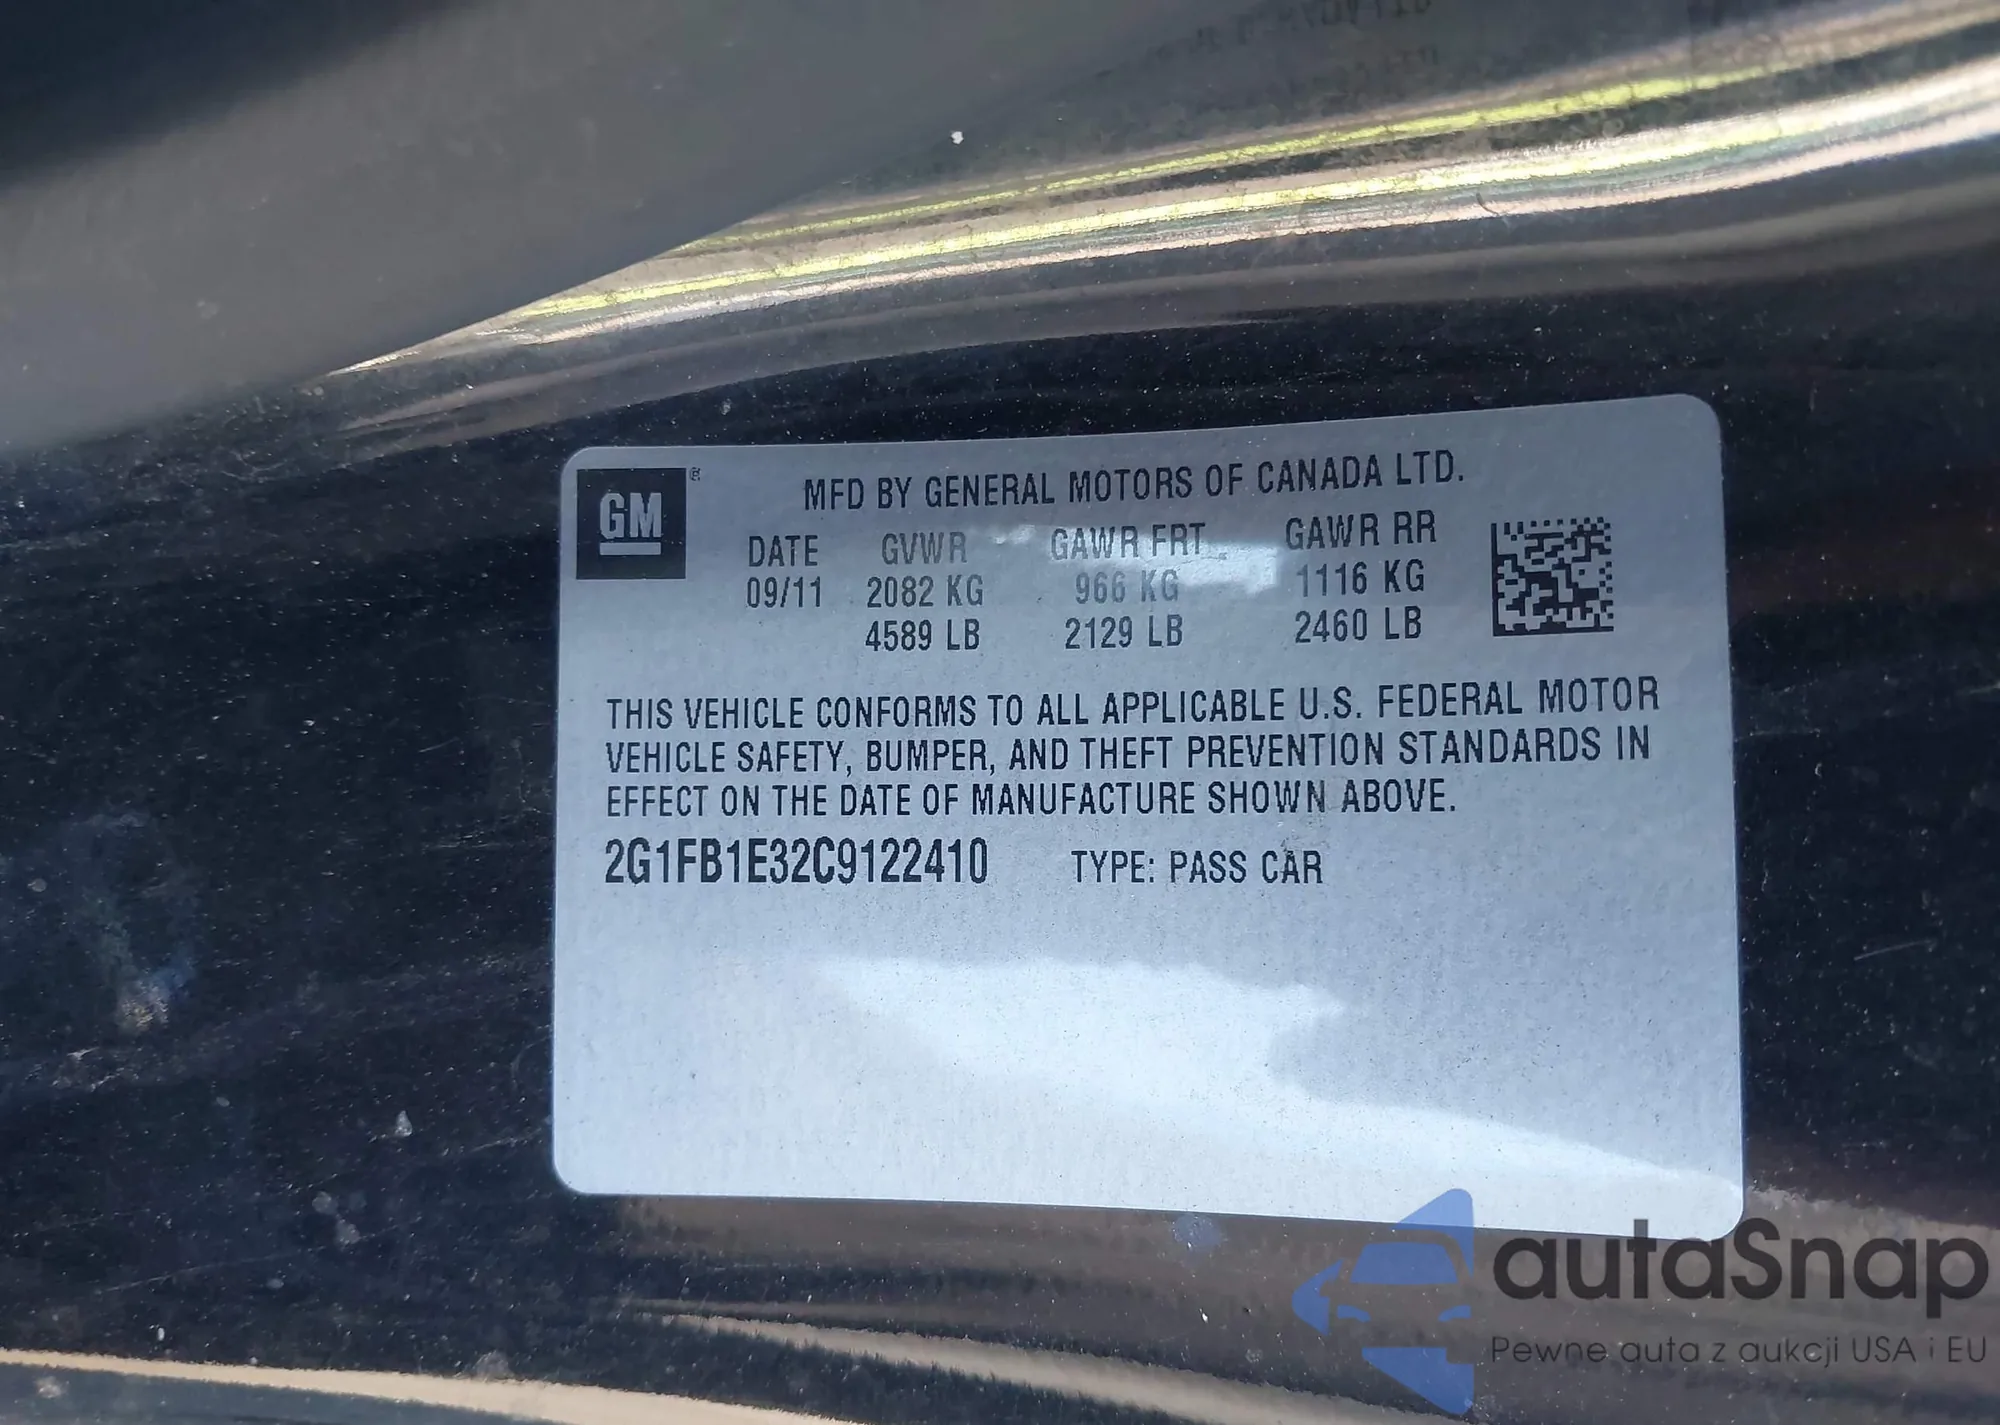 GM ®
MFD BY GENERAL MOTORS OF CANADA LTD.
DATE GVWR GAWR FRT GAWR RR
09/11 2082 KG 966 KG 1116 KG
4589 LB 2129 LB 2460 LB
THIS VEHICLE CONFORMS TO ALL APPLICABLE U.S. FEDERAL MOTOR
VEHICLE SAFETY, BUMPER, AND THEFT PREVENTION STANDARDS IN
EFFECT ON THE DATE OF MANUFACTURE SHOWN ABOVE.
2G1FB1E32C9122410 TYPE: PASS CAR
autaSnap
Pewne auta z aukcji USA i EU